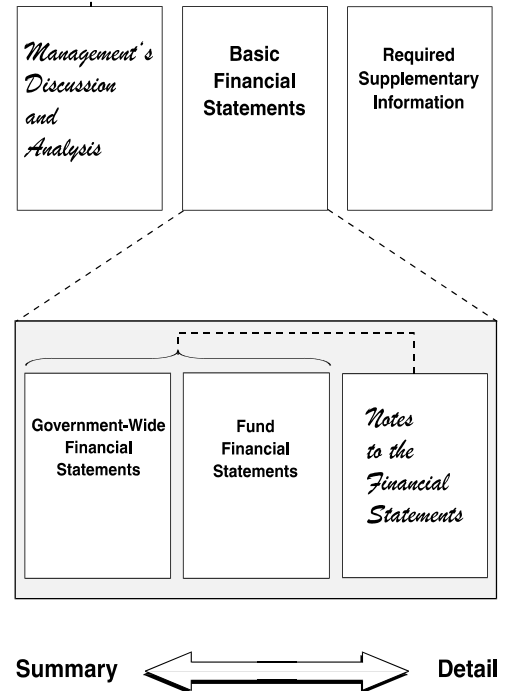 Management's
Discussion
and
Analysis
Basic
Financial
Statements
Required
Supplementary
Information
Government-Wide
Financial
Statements
Fund
Financial
Statements
Notes
to the
Financial
Statements
Summary
Detail